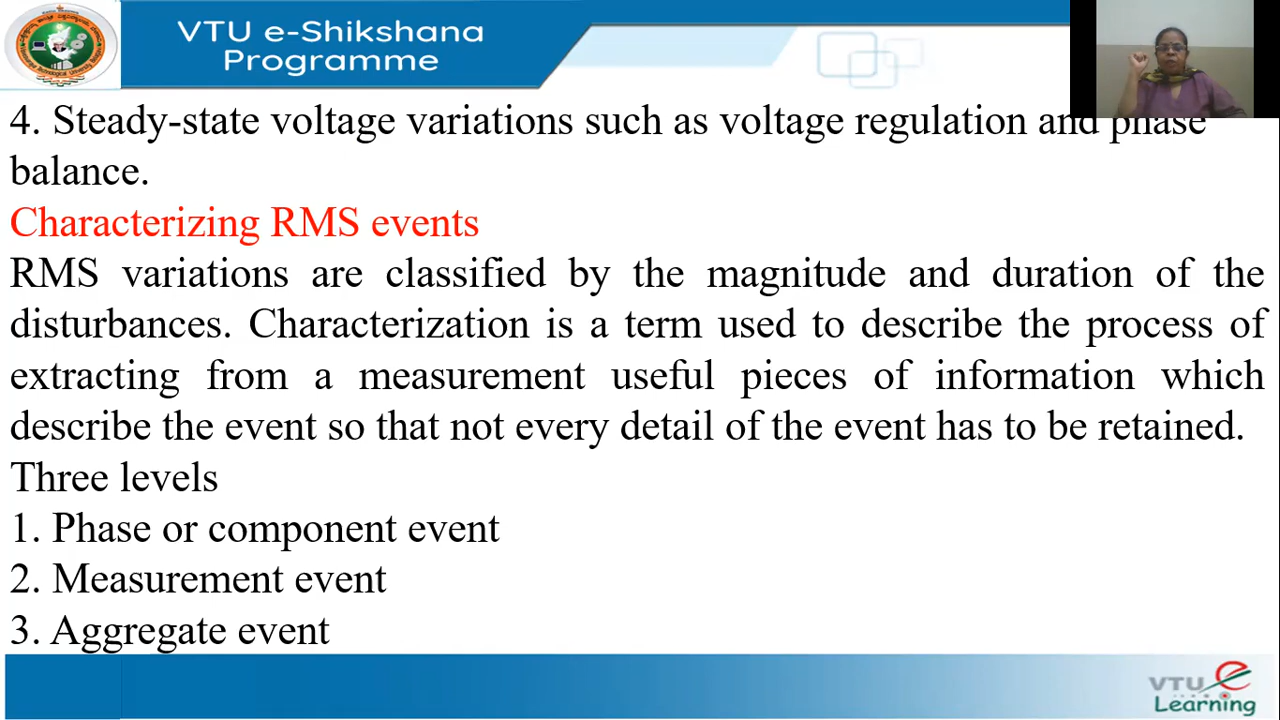 VTU e-Shikshana
Programme
4. Steady-state voltage variations such as voltage regulation and phase
balance.
Characterizing RMS events
RMS variations are classified by the magnitude and duration of the
disturbances. Characterization is a term used to describe the process of
extracting from a measurement useful pieces of information which
describe the event so that not every detail of the event has to be retained.
Three levels
1. Phase or component event
2. Measurement event
3. Aggregate event
VTU e
Learning